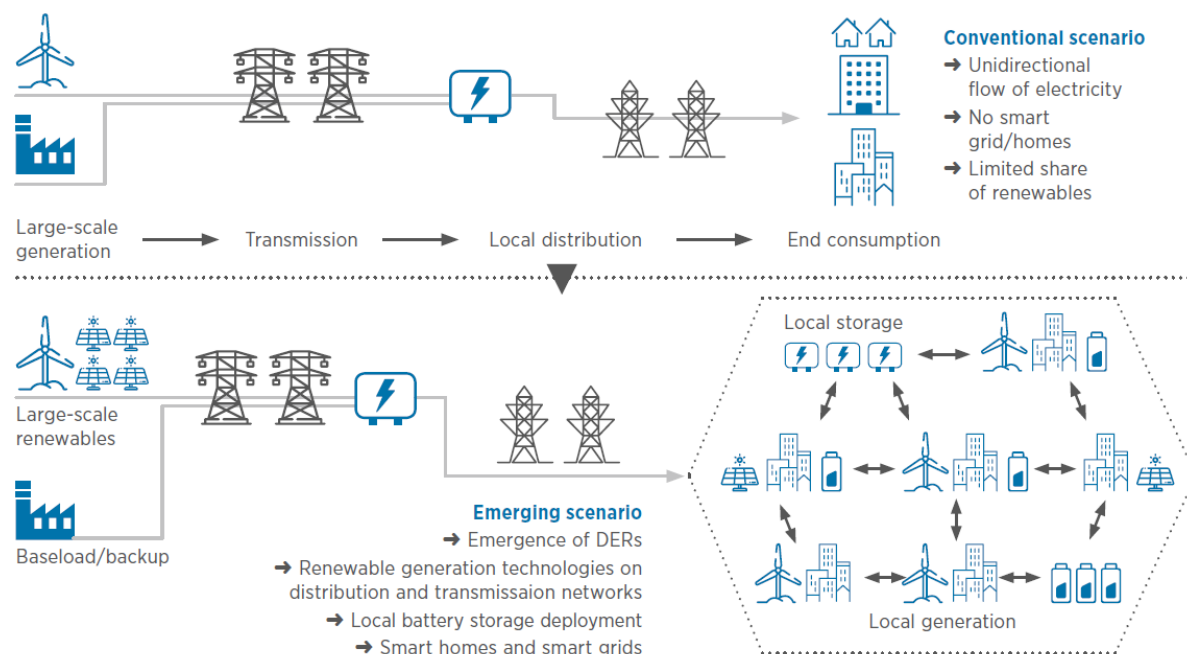 Conventional scenario
➔ Unidirectional
flow of electricity
➔ No smart
grid/homes
➔ Limited share
of renewables
Large-scale
generation
Transmission
Local distribution
End consumption
Large-scale
renewables
Baseload/backup
Emerging scenario
➔ Emergence of DERs
➔ Renewable generation technologies on
distribution and transmissaion networks
➔ Local battery storage deployment
➔ Smart homes and smart grids
Local storage
Local generation